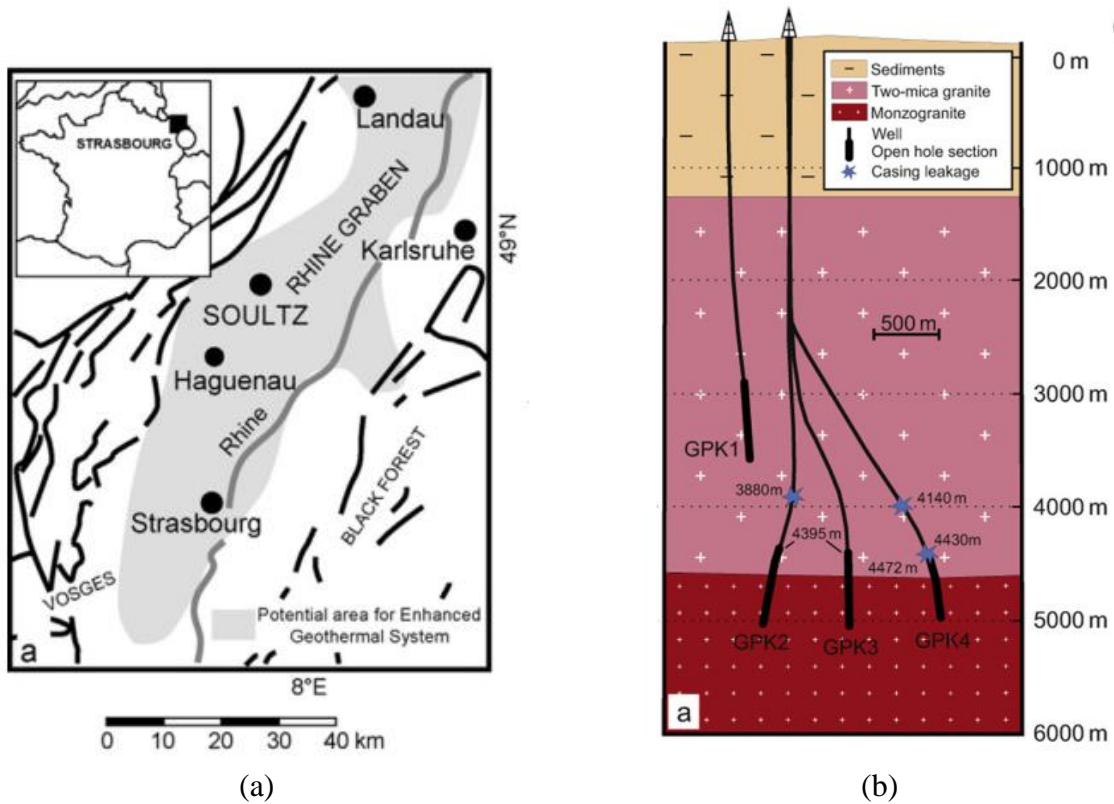 STRASBOURG
Landau
RHINE GRABEN
Karlsruhe
49°N
SOULTZ
Haguenau
Rhine
Strasbourg
BLACK FOREST
VOSGES
Potential area for Enhanced
Geothermal System
a
8°E
0 10 20 30 40 km
(a)
Sediments
Two-mica granite
Monzogranite
Well
Open hole section
Casing leakage
0 m
1000 m
2000 m
500 m
3000 m
GPK1
3880m
4140 m
4000 m
4395 m
4430m
4472 m
5000 m
GPK2
GPK3
GPK4
a
6000 m
(b)